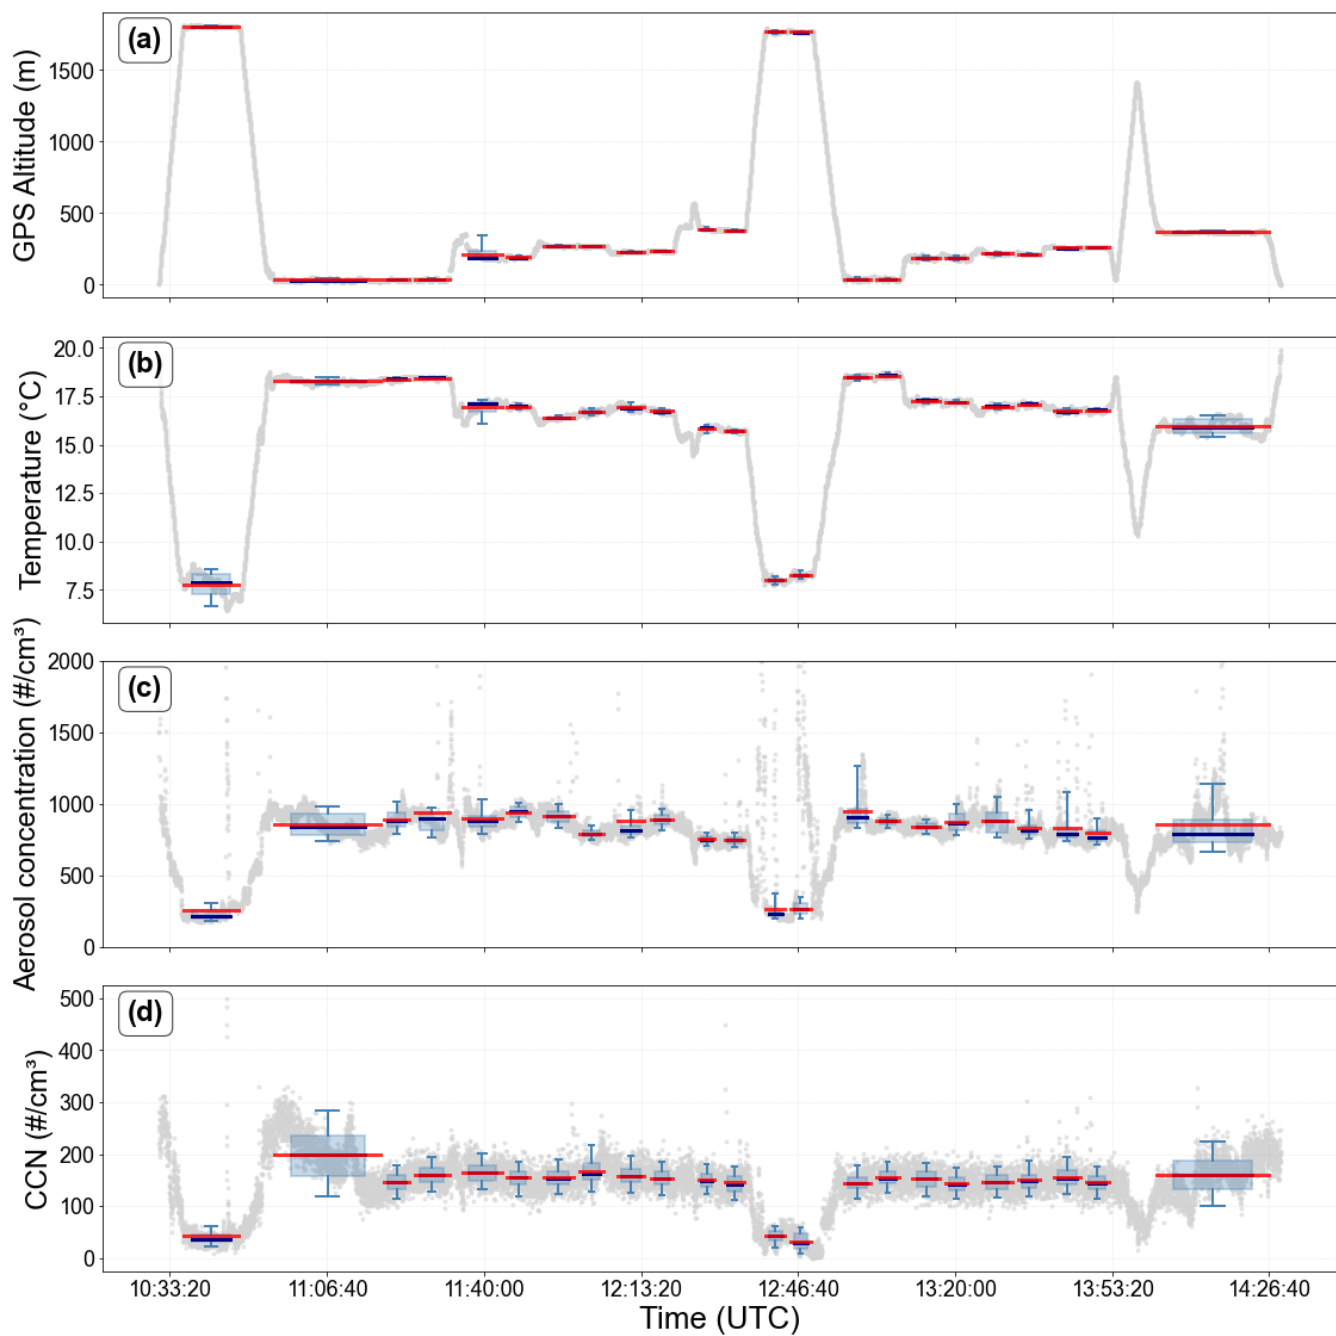 (a)
GPS Altitude (m)
1500
1000
500
0
(b)
Temperature (°C)
20.0
17.5
15.0
12.5
10.0
7.5
(c)
Aerosol concentration (#/cm³)
2000
1500
1000
500
0
(d)
CCN (#/cm³)
500
400
300
200
100
0
10:33:20 11:06:40 11:40:00 12:13:20 12:46:40 13:20:00 13:53:20 14:26:40
Time (UTC)